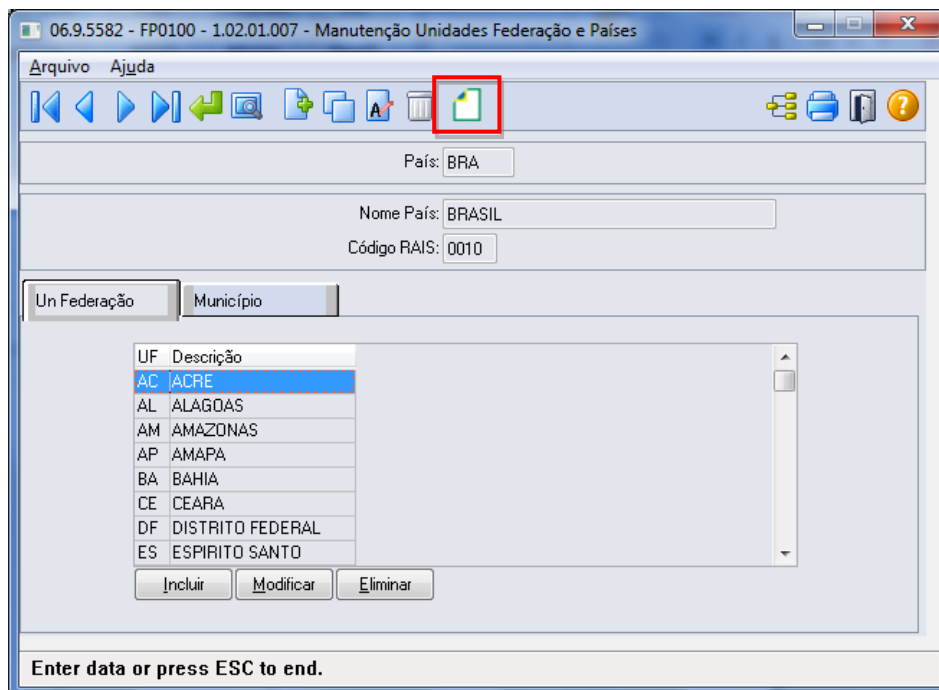 06.9.5582 - FP0100 - 1.02.01.007 - Manutenção Unidades Federação e Países
Arquivo Ajuda
País: BRA
Nome País: BRASIL
Código RAIS: 0010
Un Federação Município
UF Descrição
AC ACRE
AL ALAGOAS
AM AMAZONAS
AP AMAPA
BA BAHIA
CE CEARA
DF DISTRITO FEDERAL
ES ESPIRITO SANTO
Incluir Modificar Eliminar
Enter data or press ESC to end.